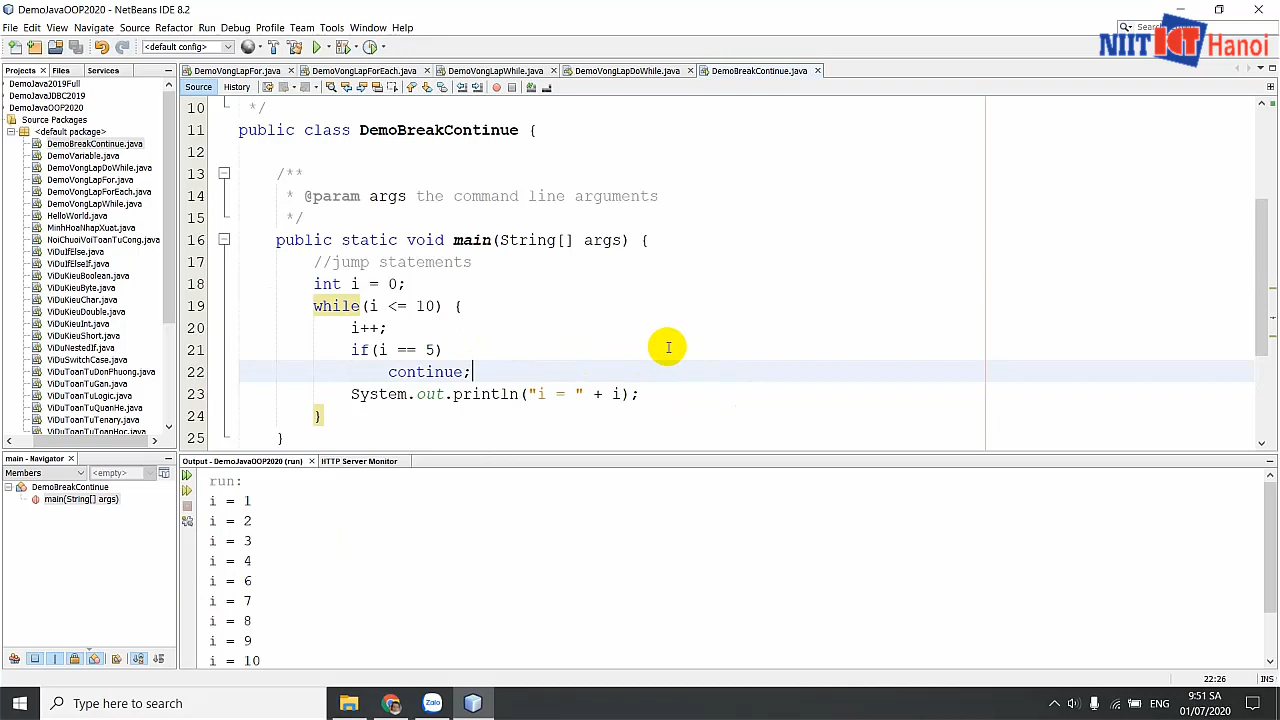 DemoJavaOOP2020 - NetBeans IDE 8.2
File Edit View Navigate Source Refactor Run Debug Profile Team Tools Window Help
NIIT ICT Hanoi
<default config>
Projects Files Services
DemoVongLapFor.java DemoVongLapForEach.java DemoVongLapWhile.java DemoVongLapDoWhile.java DemoBreakContinue.java
Source History
DemoJava2019Full
DemoJavaJDBC2019
DemoJavaOOP2020
Source Packages
<default package>
DemoBreakContinue.java
DemoVariable.java
DemoVongLapDoWhile.java
DemoVongLapFor.java
DemoVongLapForEach.java
DemoVongLapWhile.java
HelloWorld.java
MinhHoaNhapXuat.java
NoiChuoiVoiToanTuCong.java
ViDuIfElse.java
ViDuIfElseIf.java
ViDuKieuBoolean.java
ViDuKieuByte.java
ViDuKieuChar.java
ViDuKieuDouble.java
ViDuKieuInt.java
ViDuKieuShort.java
ViDuNestedIf.java
ViDuSwitchCase.java
ViDuToanTuDonPhuong.java
ViDuToanTuGan.java
ViDuToanTuLogic.java
ViDuToanTuQuanHe.java
ViDuToanTuTenary.java
ViDuToanTuToanHoc.java
10 */
11 public class DemoBreakContinue {
12
13 /**
14 * @param args the command line arguments
15 */
16 public static void main(String[] args) {
17 //jump statements
18 int i = 0;
19 while(i <= 10) {
20 i++;
21 if(i == 5)
22 continue;
23 System.out.println("i = " + i);
24 }
25 }
main - Navigator
Members <empty>
DemoBreakContinue
main(String[] args)
Output - DemoJavaOOP2020 (run) HTTP Server Monitor
run:
i = 1
i = 2
i = 3
i = 4
i = 6
i = 7
i = 8
i = 9
i = 10
22:26 INS
Type here to search
Zalo
ENG
9:51 SA
01/07/2020